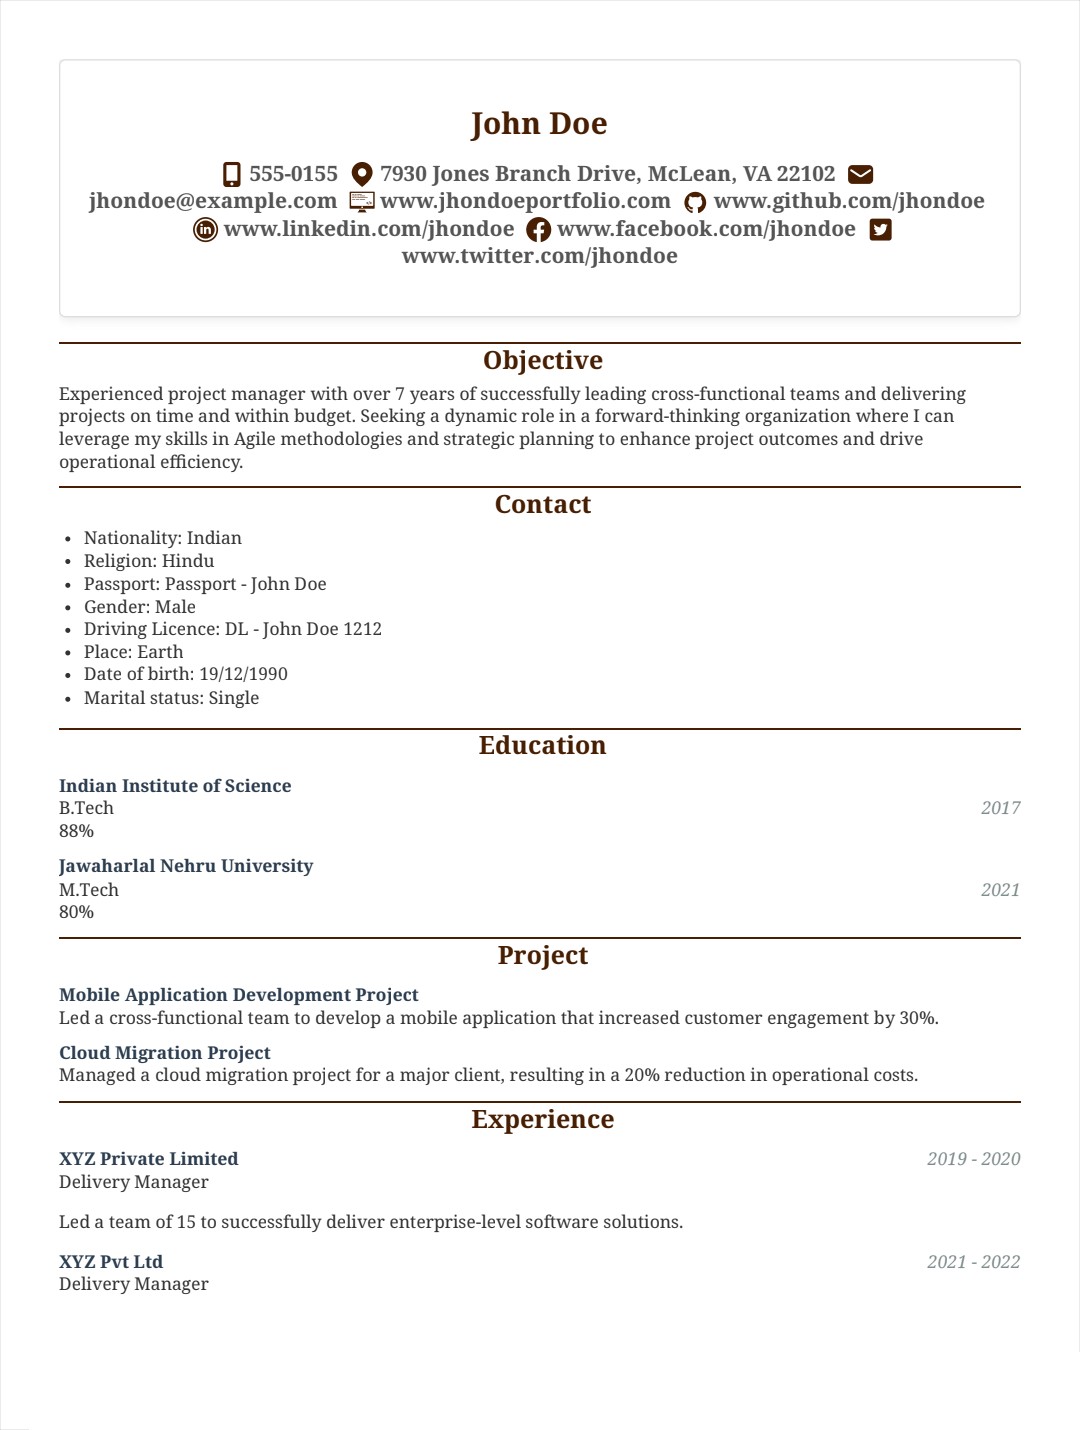 John Doe
555-0155 7930 Jones Branch Drive, McLean, VA 22102
jhondoe@example.com www.jhondoeportfolio.com www.github.com/jhondoe
www.linkedin.com/jhondoe www.facebook.com/jhondoe
www.twitter.com/jhondoe
Objective
Experienced project manager with over 7 years of successfully leading cross-functional teams and delivering
projects on time and within budget. Seeking a dynamic role in a forward-thinking organization where I can
leverage my skills in Agile methodologies and strategic planning to enhance project outcomes and drive
operational efficiency.
Contact
• Nationality: Indian
• Religion: Hindu
• Passport: Passport - John Doe
• Gender: Male
• Driving Licence: DL - John Doe 1212
• Place: Earth
• Date of birth: 19/12/1990
• Marital status: Single
Education
Indian Institute of Science
B.Tech 2017
88%
Jawaharlal Nehru University
M.Tech 2021
80%
Project
Mobile Application Development Project
Led a cross-functional team to develop a mobile application that increased customer engagement by 30%.
Cloud Migration Project
Managed a cloud migration project for a major client, resulting in a 20% reduction in operational costs.
Experience
XYZ Private Limited 2019 - 2020
Delivery Manager
Led a team of 15 to successfully deliver enterprise-level software solutions.
XYZ Pvt Ltd 2021 - 2022
Delivery Manager